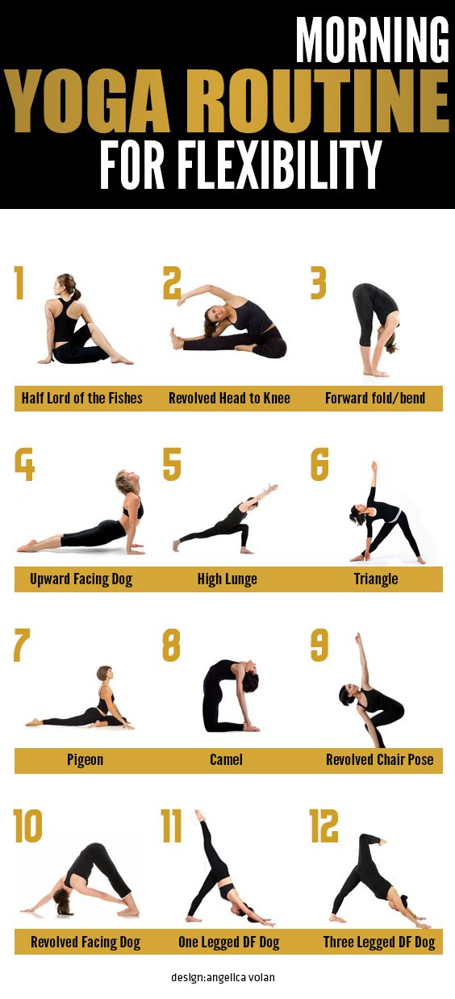 MORNING
YOGA ROUTINE
FOR FLEXIBILITY
1
2
3
Half Lord of the Fishes
Revolved Head to Knee
Forward fold/bend
4
5
6
Upward Facing Dog
High Lunge
Triangle
7
8
9
Pigeon
Camel
Revolved Chair Pose
10
11
12
Revolved Facing Dog
One Legged DF Dog
Three Legged DF Dog
design:angelica volan